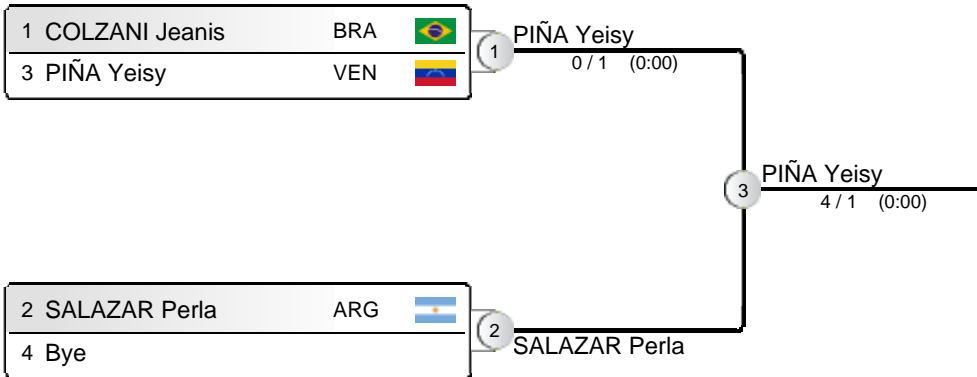 1 COLZANI Jeanis BRA
3 PIÑA Yeisy VEN
1
PIÑA Yeisy
0 / 1 (0:00)
3
PIÑA Yeisy
4 / 1 (0:00)
2 SALAZAR Perla ARG
4 Bye
2
SALAZAR Perla